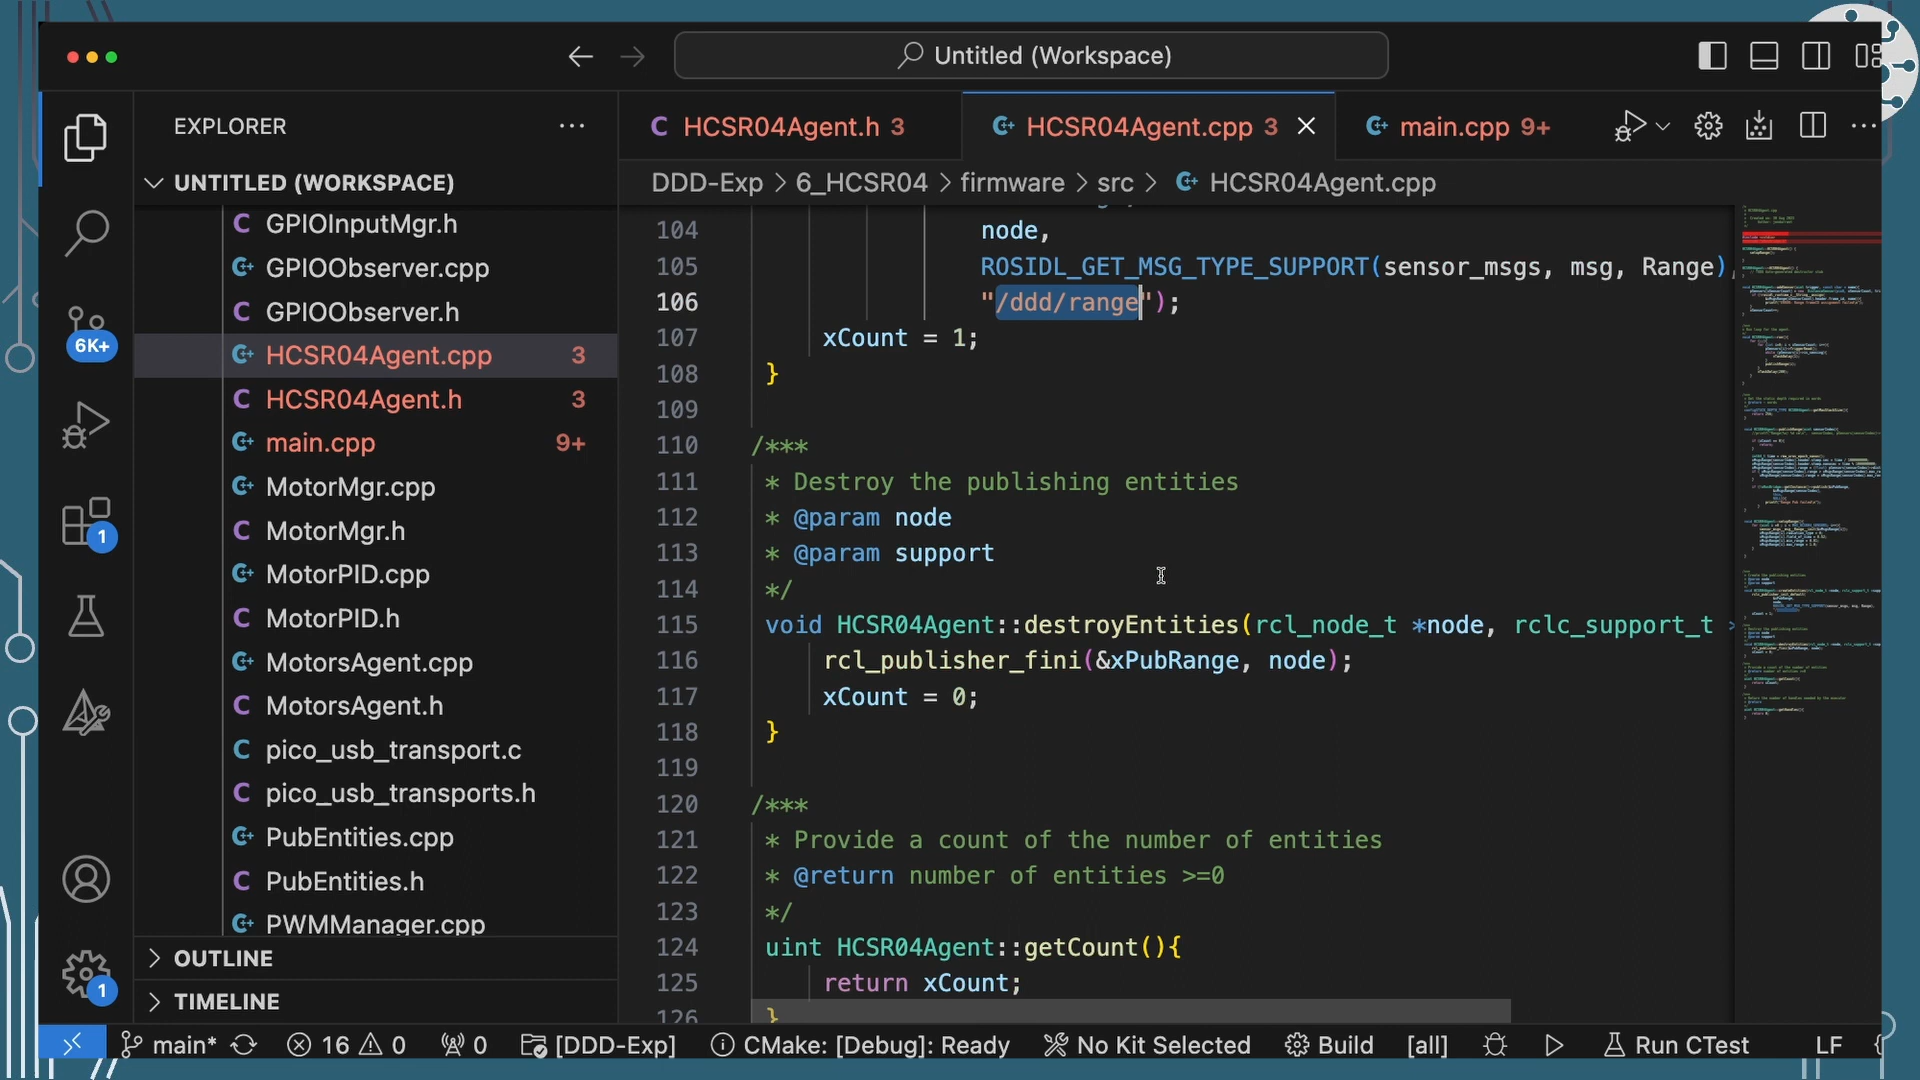 Untitled (Workspace)
EXPLORER
UNTITLED (WORKSPACE)
GPIOInputMgr.h
GPIOObserver.cpp
GPIOObserver.h
HCSR04Agent.cpp 3
HCSR04Agent.h 3
main.cpp 9+
MotorMgr.cpp
MotorMgr.h
MotorPID.cpp
MotorPID.h
MotorsAgent.cpp
MotorsAgent.h
pico_usb_transport.c
pico_usb_transports.h
PubEntities.cpp
PubEntities.h
PWMManager.cpp
OUTLINE
TIMELINE
6K+
1
1
HCSR04Agent.h 3
HCSR04Agent.cpp 3
main.cpp 9+
DDD-Exp > 6_HCSR04 > firmware > src > HCSR04Agent.cpp
104 node,
105 ROSIDL_GET_MSG_TYPE_SUPPORT(sensor_msgs, msg, Range),
106 "/ddd/range");
107 xCount = 1;
108 }
109
110 /***
111 * Destroy the publishing entities
112 * @param node
113 * @param support
114 */
115 void HCSR04Agent::destroyEntities(rcl_node_t *node, rclc_support_t
116 rcl_publisher_fini(&xPubRange, node);
117 xCount = 0;
118 }
119
120 /***
121 * Provide a count of the number of entities
122 * @return number of entities >=0
123 */
124 uint HCSR04Agent::getCount(){
125 return xCount;
126 }
main* 16 0 0 [DDD-Exp] CMake: [Debug]: Ready No Kit Selected Build [all] Run CTest LF